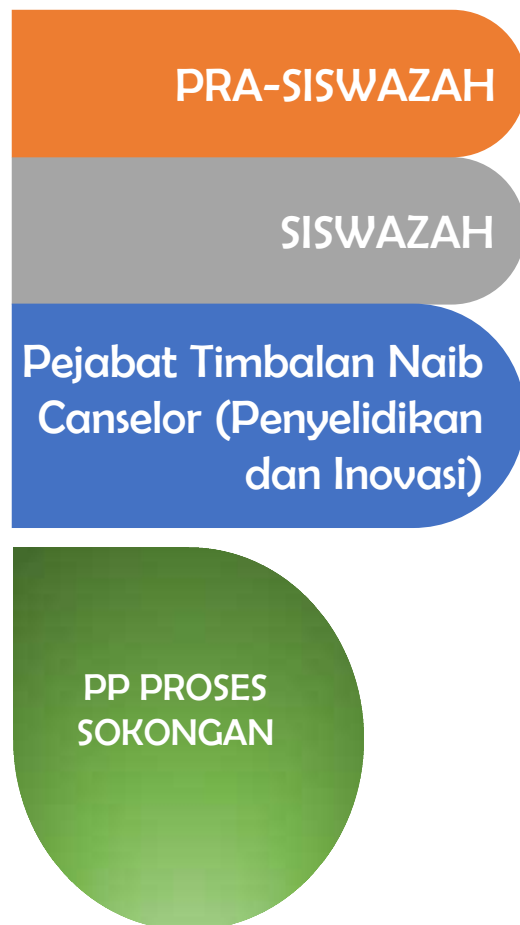 PRA-SISWAZAH
SISWAZAH
Pejabat Timbalan Naib
Canselor (Penyelidikan
dan Inovasi)
PP PROSES
SOKONGAN